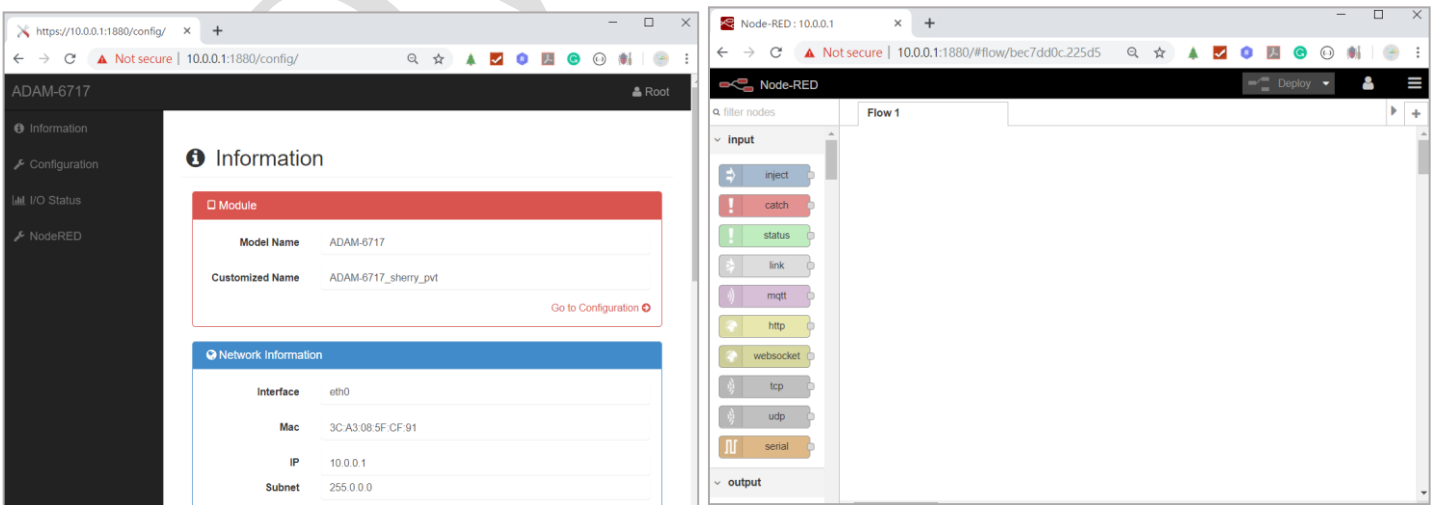 https://10.0.0.1:1880/config/
Not secure | 10.0.0.1:1880/config/
ADAM-6717
Root
Information
Configuration
I/O Status
NodeRED
Information
Module
Model Name ADAM-6717
Customized Name ADAM-6717_sherry_pvt
Go to Configuration
Network Information
Interface eth0
Mac 3C:A3:08:5F:CF:91
IP 10.0.0.1
Subnet 255.0.0.0
Node-RED : 10.0.0.1
Not secure | 10.0.0.1:1880/#flow/bec7dd0c.225d5
Node-RED
Deploy
filter nodes
Flow 1
input
inject
catch
status
link
mqtt
http
websocket
tcp
udp
serial
output